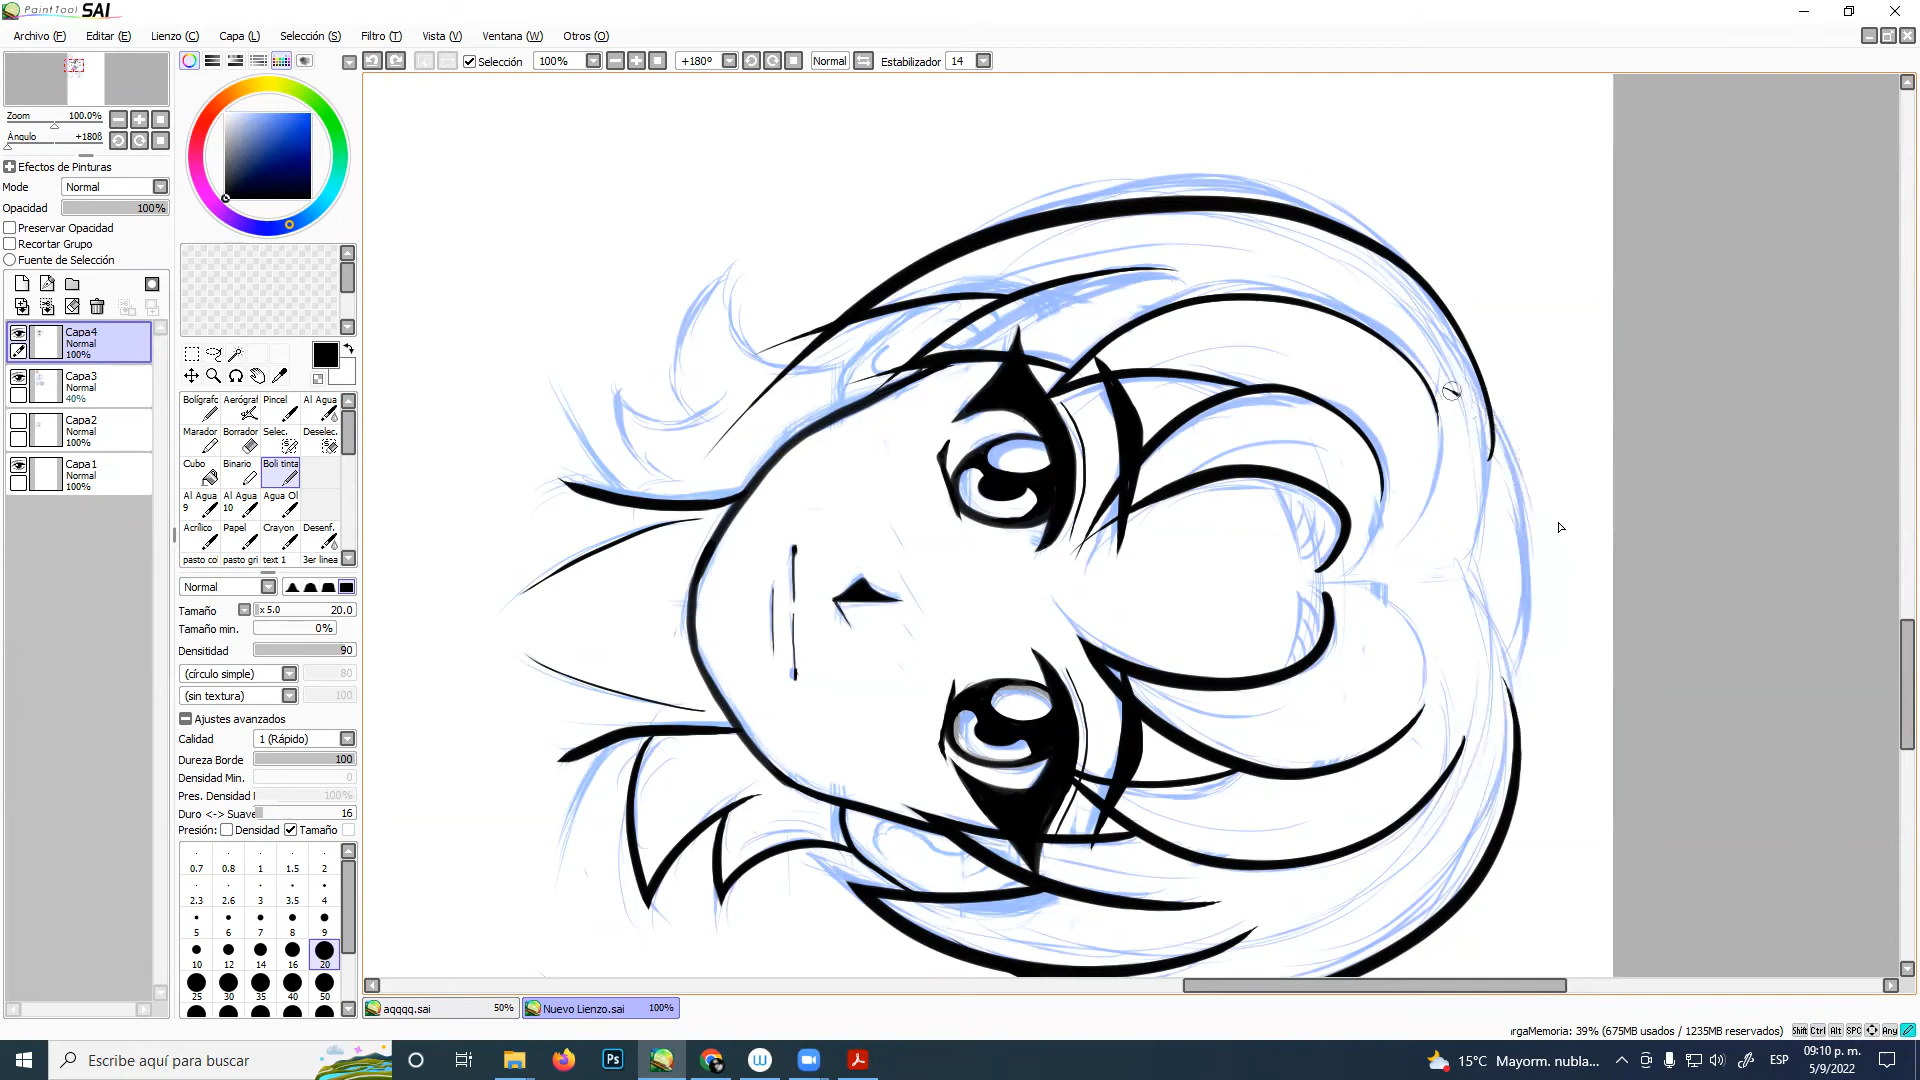 PaintTool SAI
Archivo (F) Editar (E) Lienzo (C) Capa (L) Selección (S) Filtro (T) Vista (V) Ventana (W) Otros (O)
Selección 100% +180º Normal Estabilizador 14
Zoom 100.0%
Ángulo +180ß
Efectos de Pinturas
Mode Normal
Opacidad 100%
Preservar Opacidad
Recortar Grupo
Fuente de Selección
Capa4
Normal
100%
Capa3
Normal
40%
Capa2
Normal
100%
Capa1
Normal
100%
Bolígrafc Aerógraf Pincel Al Agua
Marador Borrador Selec. Deselec.
Cubo Binario Boli tinta
Al Agua 9 Al Agua 10 Agua Ol
Acrílico Papel Crayon Desenf.
pasto co pasto gri text 1 3er linea
Normal
Tamaño x 5.0 20.0
Tamaño min. 0%
Densitidad 90
(círculo simple) 80
(sin textura) 100
Ajustes avanzados
Calidad 1 (Rápido)
Dureza Borde 100
Densidad Min. 0
Pres. Densidad 100%
Duro <-> Suave 16
Presión: Densidad Tamaño
0.7 0.8 1 1.5 2
2.3 2.6 3 3.5 4
5 6 7 8 9
10 12 14 16 20
25 30 35 40 50
aqqqq.sai 50% Nuevo Lienzo.sai 100%
ırgaMemoria: 39% (675MB usados / 1235MB reservados) Shift Ctrl Alt SPC Any
Escribe aquí para buscar
Ps
W
15°C Mayorm. nubla...
ESP
09:10 p. m.
5/9/2022